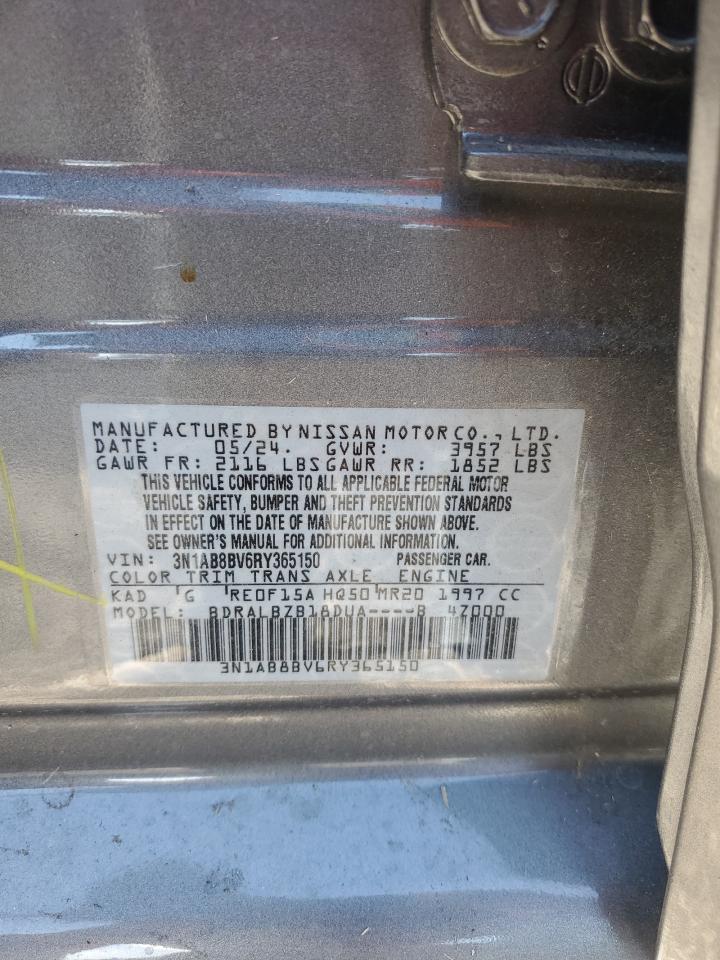 MANUFACTURED BY NISSAN MOTOR CO., LTD.
DATE: 05/24. GVWR: 3957 LBS
GAWR FR: 2116 LBS GAWR RR: 1852 LBS
THIS VEHICLE CONFORMS TO ALL APPLICABLE FEDERAL MOTOR
VEHICLE SAFETY, BUMPER AND THEFT PREVENTION STANDARDS
IN EFFECT ON THE DATE OF MANUFACTURE SHOWN ABOVE.
SEE OWNER'S MANUAL FOR ADDITIONAL INFORMATION.
VIN: 3N1AB8BV6RY365150 PASSENGER CAR.
COLOR TRIM TRANS AXLE ENGINE
KAD G RE0F15A HQ50 MR20 1997 CC
MODEL: BDRALBZB18DUA----B 4Z000
3N1AB8BV6RY365150